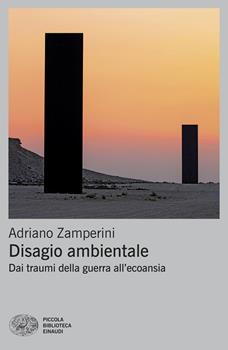 Adriano Zamperini
Disagio ambientale
Dai traumi della guerra all'ecoansia
PICCOLA
BIBLIOTECA
EINAUDI